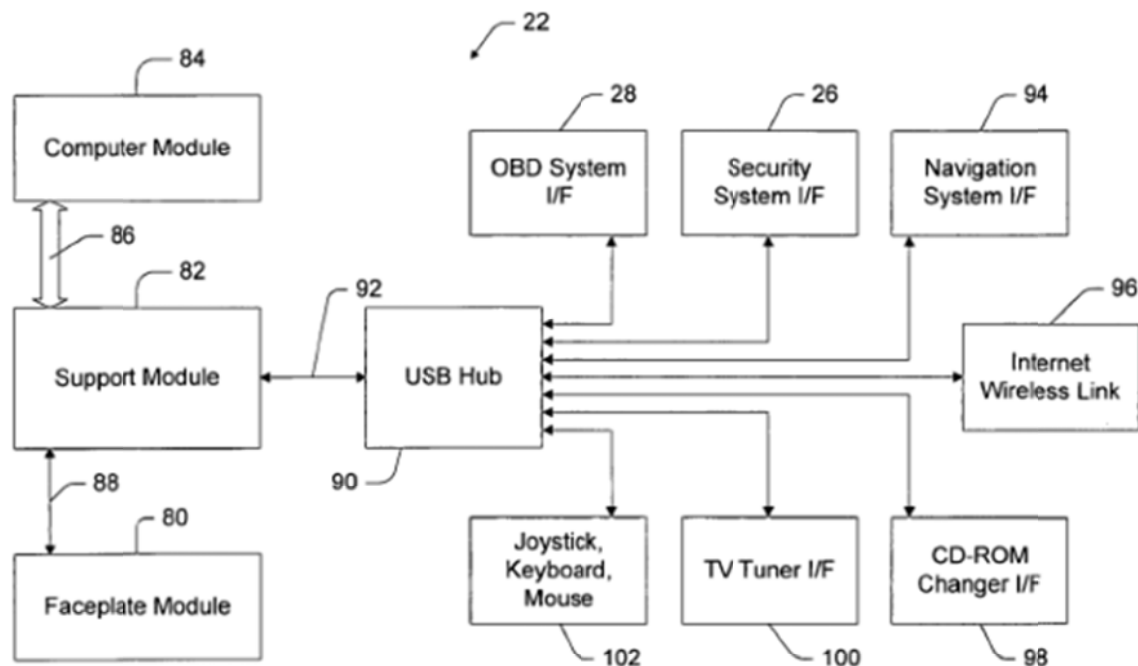 22
84
Computer Module
86
82
Support Module
88
80
Faceplate Module
92
USB Hub
90
28
OBD System
I/F
26
Security
System I/F
94
Navigation
System I/F
96
Internet
Wireless Link
Joystick,
Keyboard,
Mouse
102
TV Tuner I/F
100
CD-ROM
Changer I/F
98